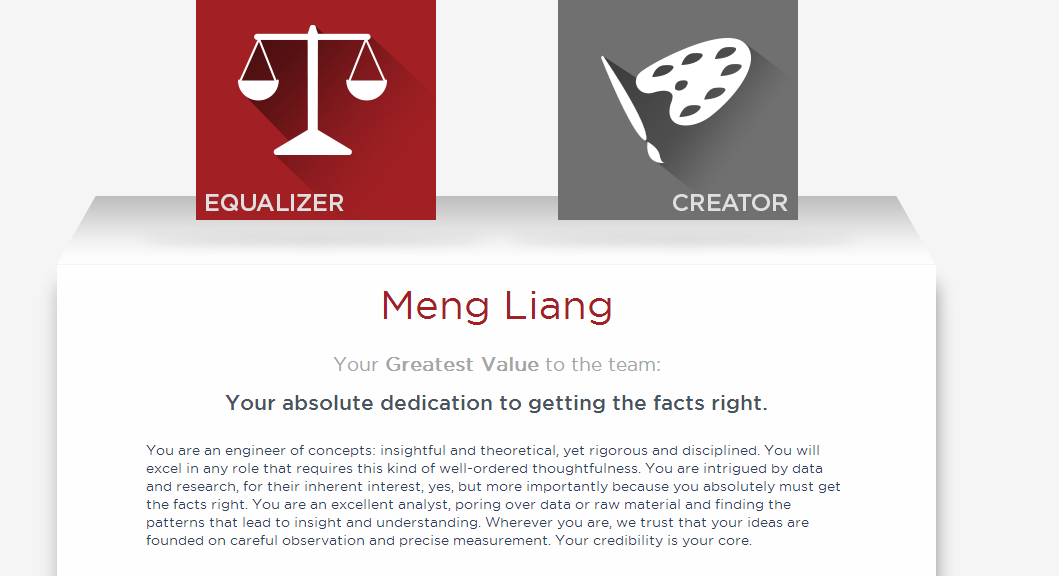 EQUALIZER
CREATOR
Meng Liang
Your Greatest Value to the team:
Your absolute dedication to getting the facts right.
You are an engineer of concepts: insightful and theoretical, yet rigorous and disciplined. You will
excel in any role that requires this kind of well-ordered thoughtfulness. You are intrigued by data
and research, for their inherent interest, yes, but more importantly because you absolutely must get
the facts right. You are an excellent analyst, poring over data or raw material and finding the
patterns that lead to insight and understanding. Wherever you are, we trust that your ideas are
founded on careful observation and precise measurement. Your credibility is your core.